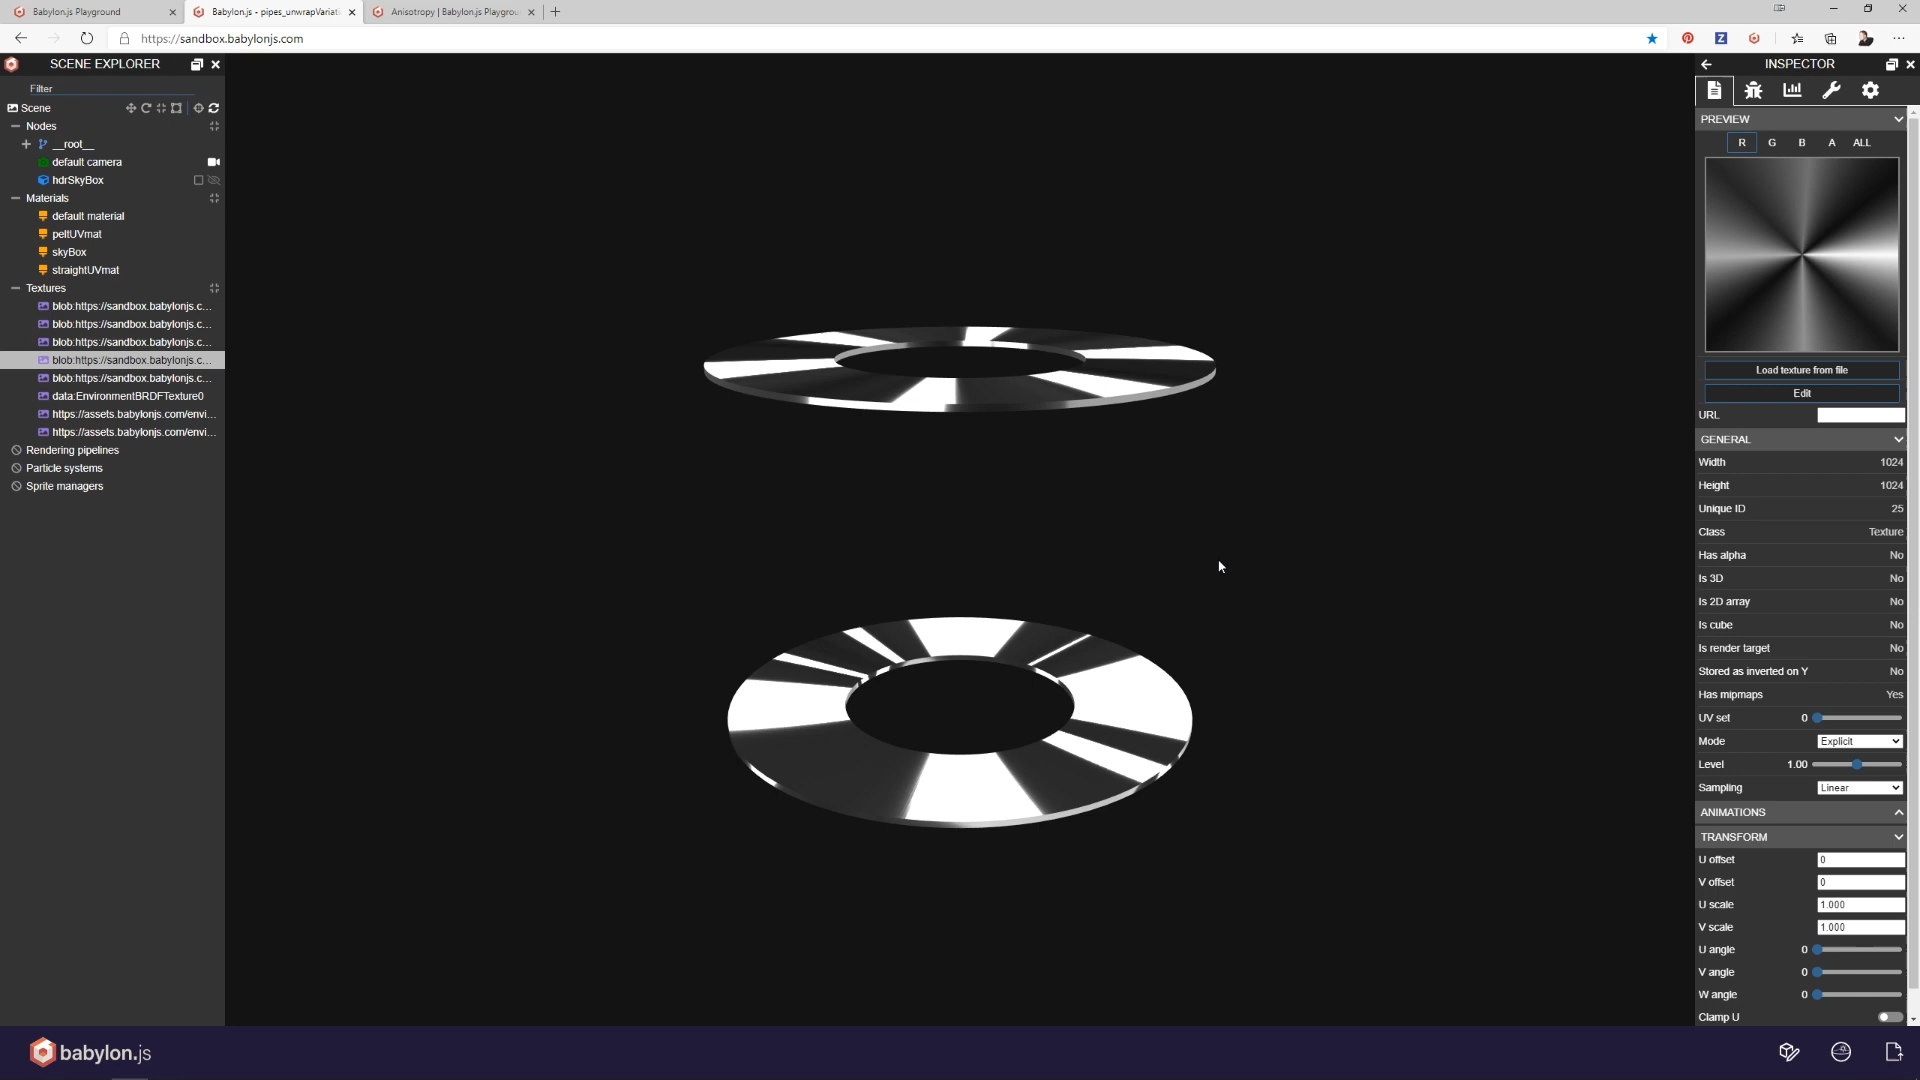 Babylon.js Playground
Babylon.js - pipes_unwrapVariati
Anisotropy | Babylon.js Playgrou
https://sandbox.babylonjs.com
SCENE EXPLORER
Filter
Scene
Nodes
__root__
default camera
hdrSkyBox
Materials
default material
peltUVmat
skyBox
straightUVmat
Textures
blob:https://sandbox.babylonjs.c...
blob:https://sandbox.babylonjs.c...
blob:https://sandbox.babylonjs.c...
blob:https://sandbox.babylonjs.c...
blob:https://sandbox.babylonjs.c...
data:EnvironmentBRDFTexture0
https://assets.babylonjs.com/envi...
https://assets.babylonjs.com/envi...
Rendering pipelines
Particle systems
Sprite managers
INSPECTOR
PREVIEW
R G B A ALL
Load texture from file
Edit
URL
GENERAL
Width 1024
Height 1024
Unique ID 25
Class Texture
Has alpha No
Is 3D No
Is 2D array No
Is cube No
Is render target No
Stored as inverted on Y No
Has mipmaps Yes
UV set 0
Mode Explicit
Level 1.00
Sampling Linear
ANIMATIONS
TRANSFORM
U offset 0
V offset 0
U scale 1.000
V scale 1.000
U angle 0
V angle 0
W angle 0
Clamp U
babylon.js